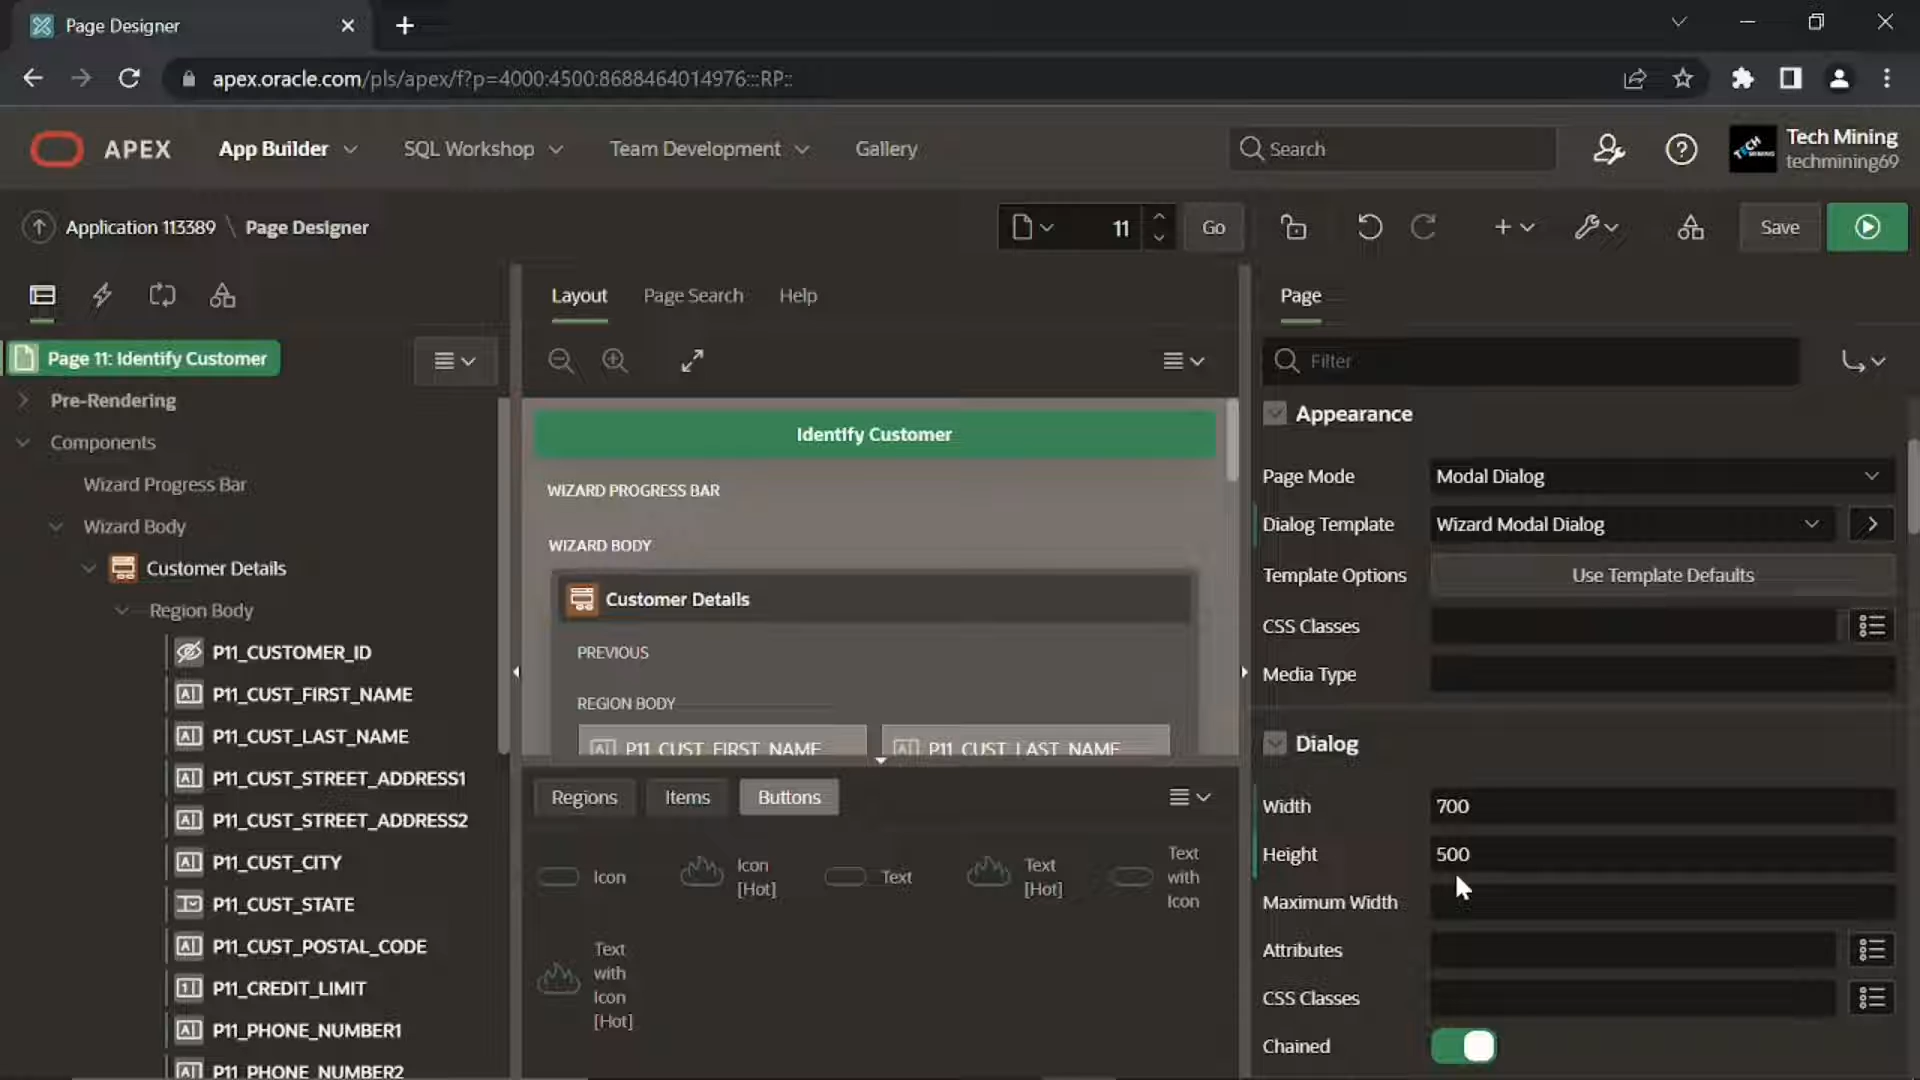 Page Designer
apex.oracle.com/pls/apex/f?p=4000:4500:8688464014976:::RP::
APEX
App Builder
SQL Workshop
Team Development
Gallery
Search
TECH
MINING
Tech Mining
techmining69
Application 113389 \ Page Designer
11
Go
Save
Page 11: Identify Customer
Pre-Rendering
Components
Wizard Progress Bar
Wizard Body
Customer Details
Region Body
P11_CUSTOMER_ID
P11_CUST_FIRST_NAME
P11_CUST_LAST_NAME
P11_CUST_STREET_ADDRESS1
P11_CUST_STREET_ADDRESS2
P11_CUST_CITY
P11_CUST_STATE
P11_CUST_POSTAL_CODE
P11_CREDIT_LIMIT
P11_PHONE_NUMBER1
P11_PHONE_NUMBER2
Layout
Page Search
Help
Identify Customer
WIZARD PROGRESS BAR
WIZARD BODY
Customer Details
PREVIOUS
REGION BODY
P11_CUST_FIRST_NAME
P11_CUST_LAST_NAME
Regions
Items
Buttons
Icon
Icon
[Hot]
Text
Text
[Hot]
Text
with
Icon
Text
with
Icon
[Hot]
Page
Filter
Appearance
Page Mode
Modal Dialog
Dialog Template
Wizard Modal Dialog
Template Options
Use Template Defaults
CSS Classes
Media Type
Dialog
Width
700
Height
500
Maximum Width
Attributes
CSS Classes
Chained